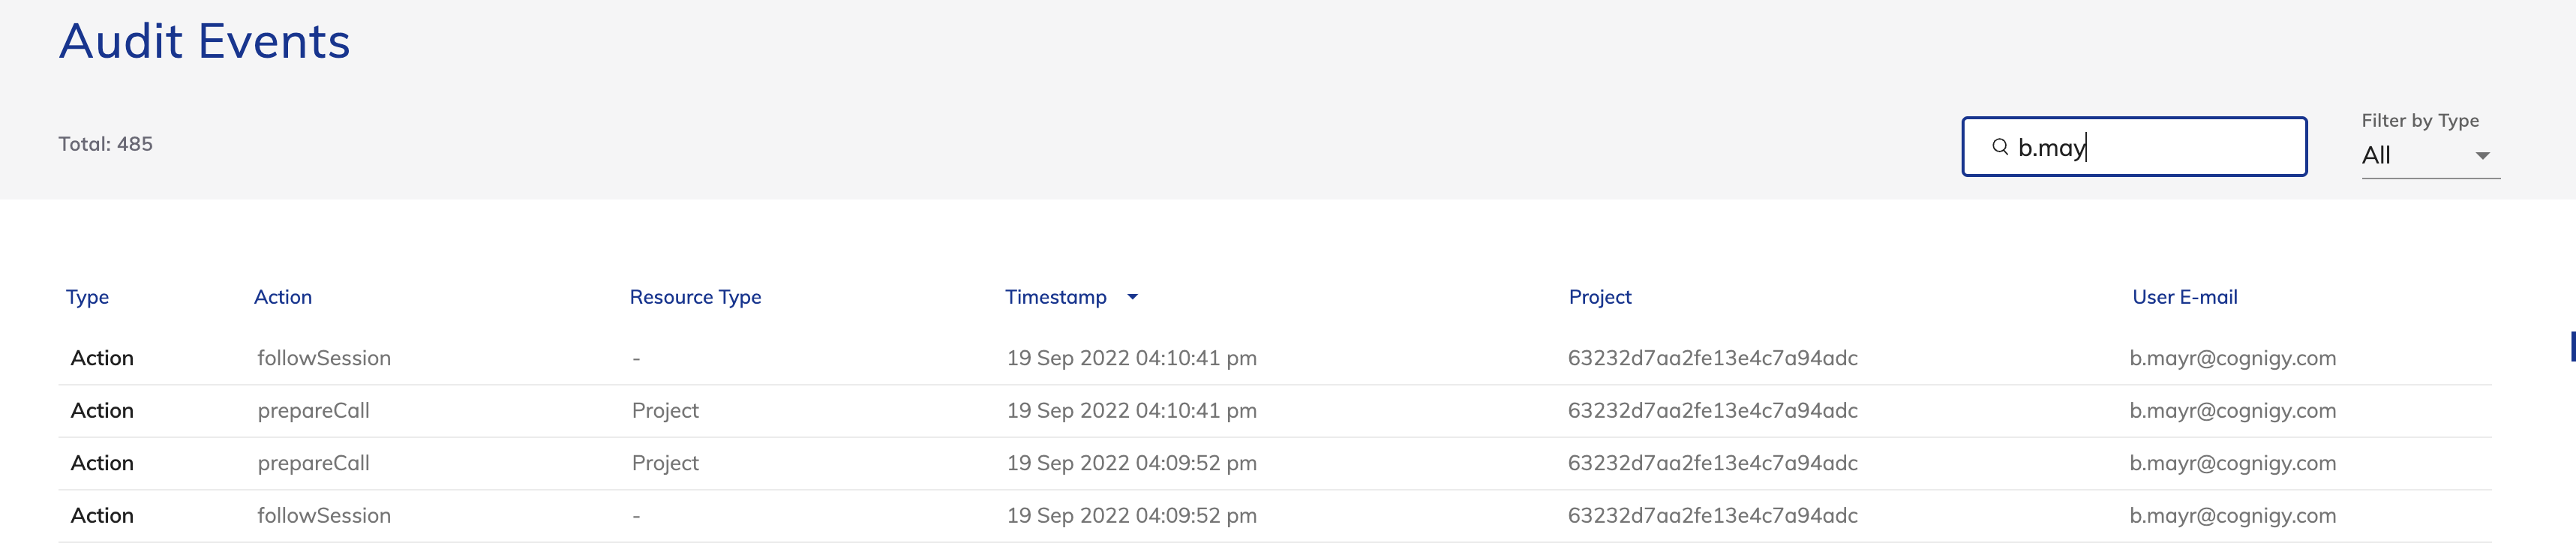 Audit Events
Total: 485
b.may
Filter by Type
All
Type Action Resource Type Timestamp Project User E-mail
Action followSession - 19 Sep 2022 04:10:41 pm 63232d7aa2fe13e4c7a94adc b.mayr@cognigy.com
Action prepareCall Project 19 Sep 2022 04:10:41 pm 63232d7aa2fe13e4c7a94adc b.mayr@cognigy.com
Action prepareCall Project 19 Sep 2022 04:09:52 pm 63232d7aa2fe13e4c7a94adc b.mayr@cognigy.com
Action followSession - 19 Sep 2022 04:09:52 pm 63232d7aa2fe13e4c7a94adc b.mayr@cognigy.com